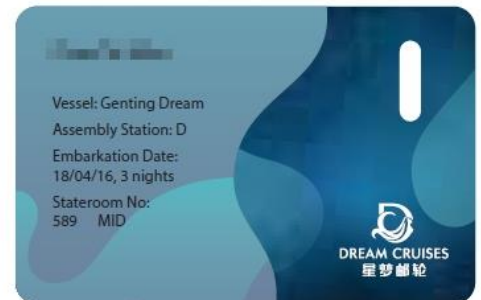 Vessel: Genting Dream
Assembly Station: D
Embarkation Date:
18/04/16, 3 nights
Stateroom No:
589 MID
DREAM CRUISES
星梦邮轮